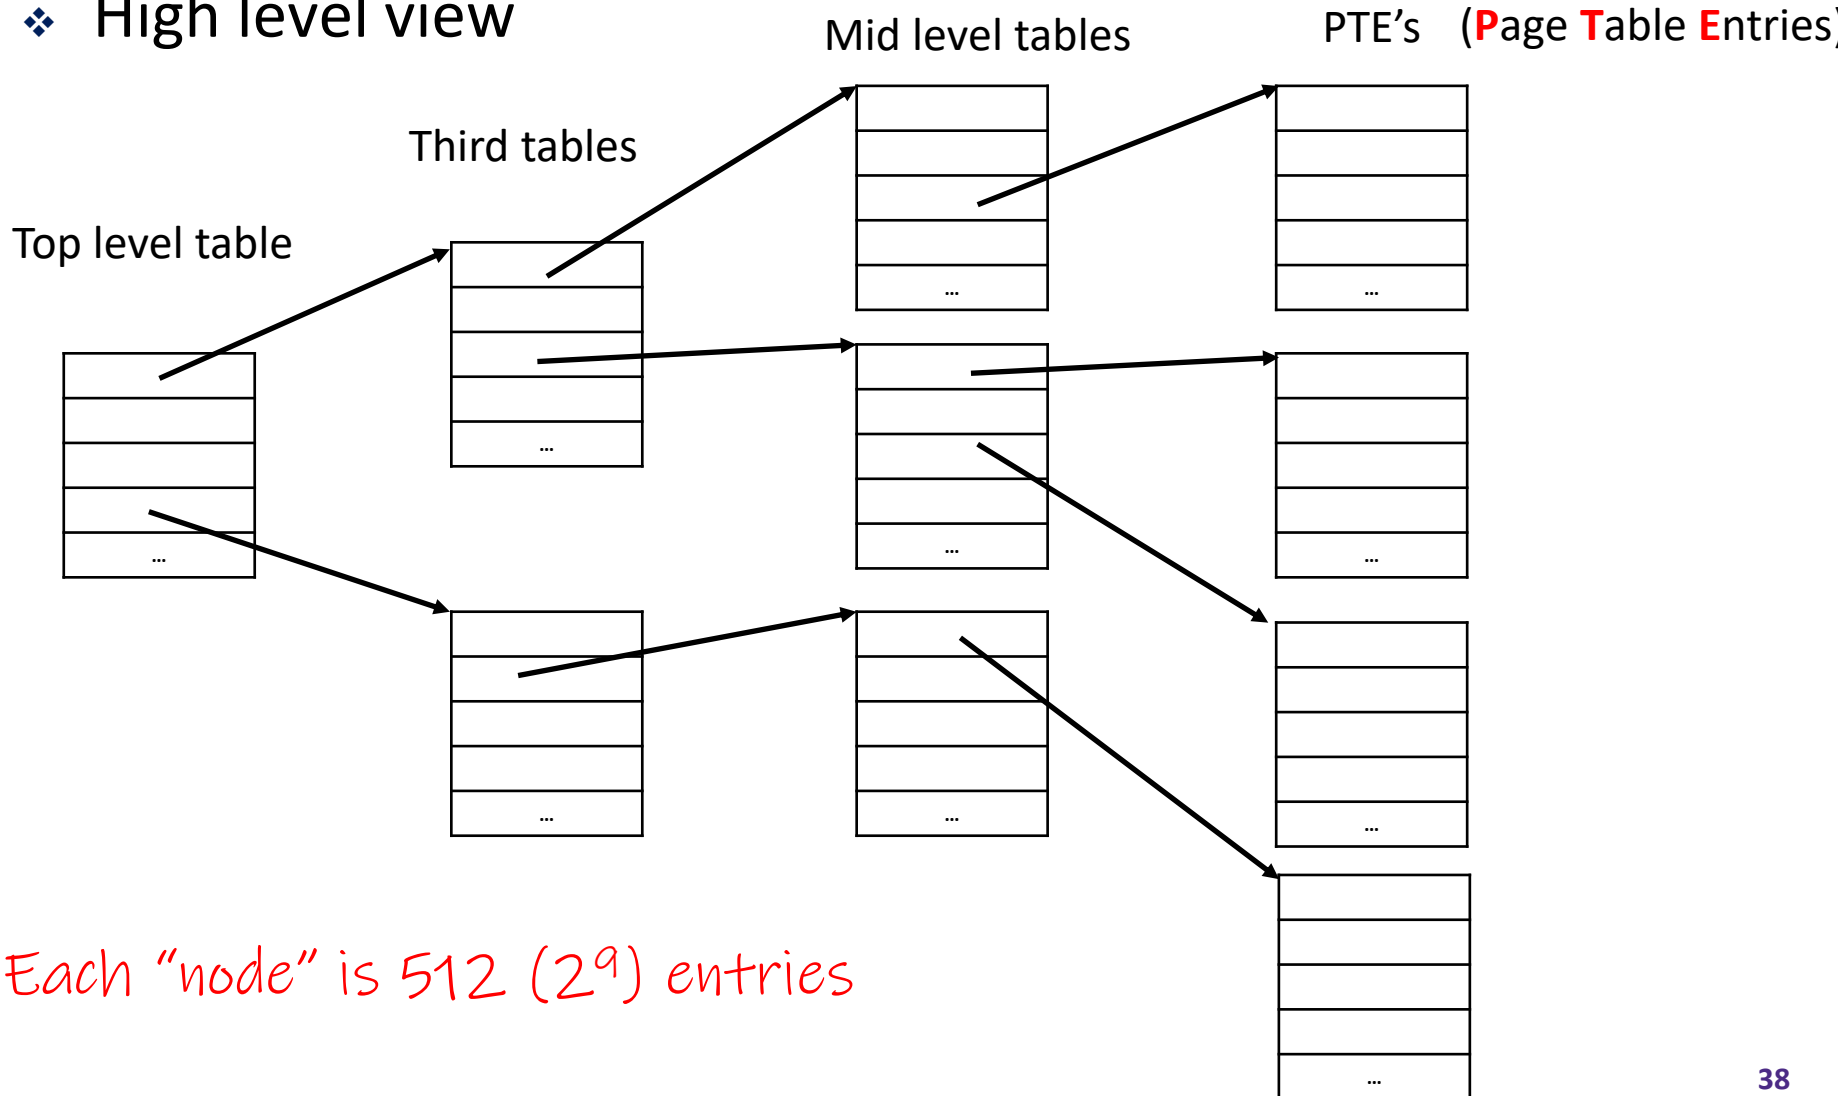 ❖ High level view
Mid level tables
PTE's (Page Table Entries)
Third tables
Top level table
...
...
...
...
...
...
...
...
...
...
Each "node" is 512 (2⁹) entries
38